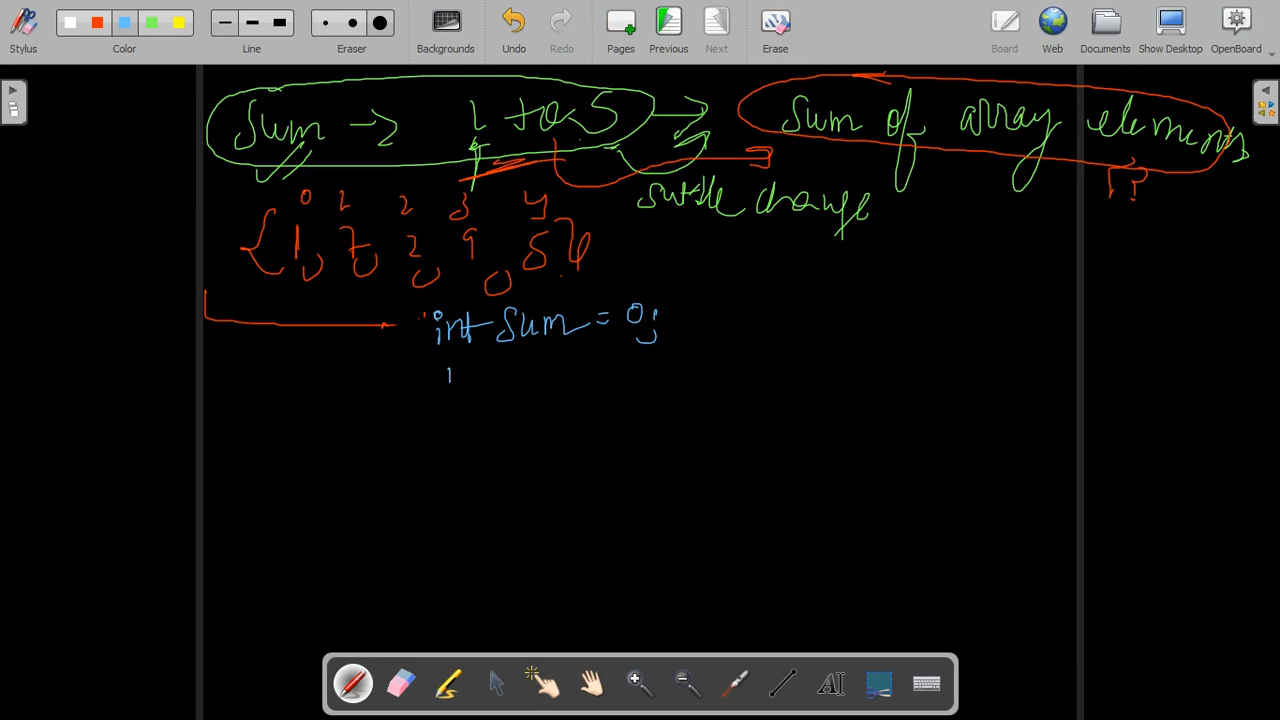 Stylus Color Line Eraser Backgrounds Undo Redo Pages Previous Next Erase Board Web Documents Show Desktop OpenBoard
Sum → 1 to 5 → Sum of array elements
??
subtle change
0 1 2 3 4
{1, 7, 2, 9, 5}
int sum = 0;
AI